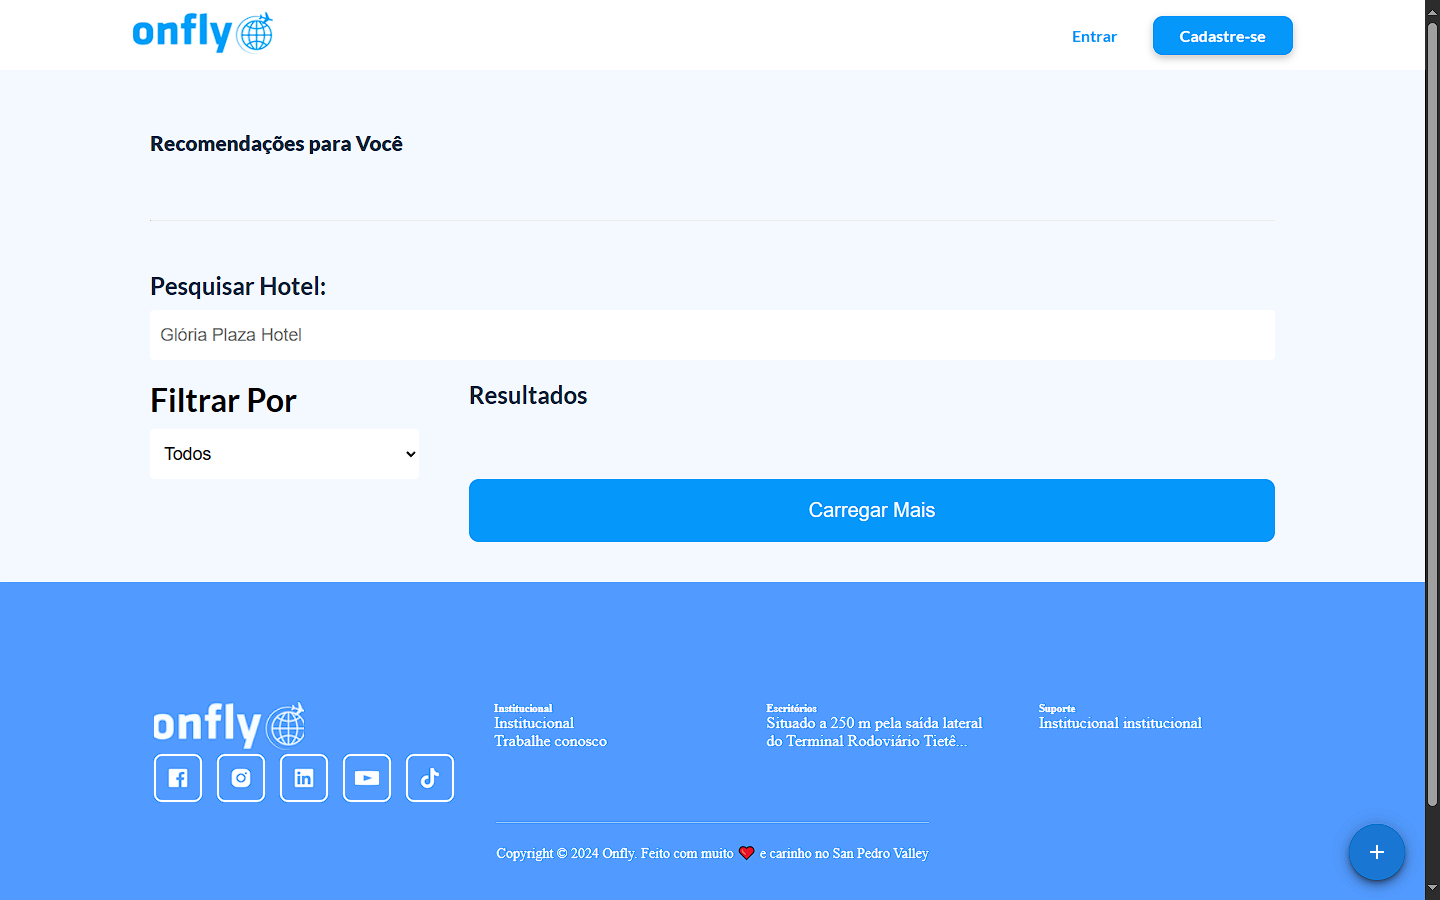 onfly
Entrar
Cadastre-se
Recomendações para Você
Pesquisar Hotel:
Glória Plaza Hotel
Filtrar Por
Todos
Resultados
Carregar Mais
onfly
Institucional
Institucional
Trabalhe conosco
Escritórios
Situado a 250 m pela saída lateral
do Terminal Rodoviário Tietê...
Suporte
Institucional institucional
Copyright © 2024 Onfly. Feito com muito ❤️ e carinho no San Pedro Valley
+